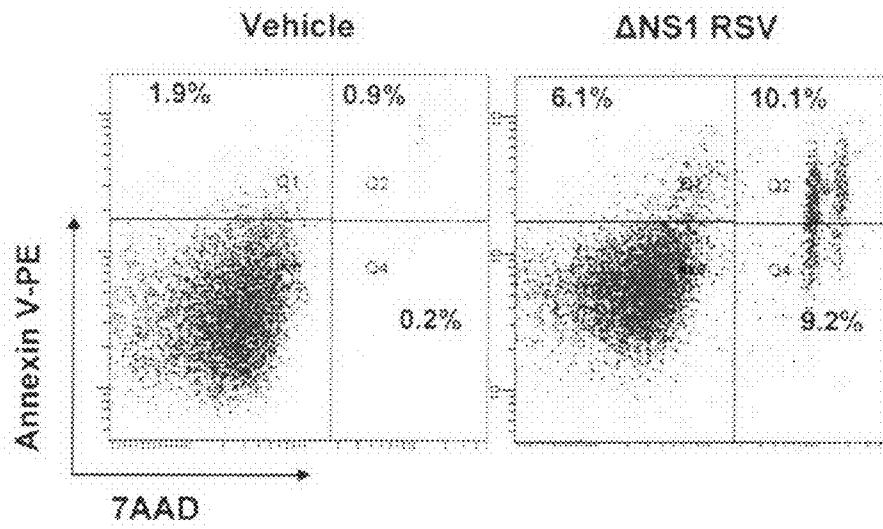 Vehicle
ΔNS1 RSV
1.9%
0.9%
6.1%
10.1%
Q1
Q2
Q2
Annexin V-PE
Q4
Q4
0.2%
9.2%
7AAD